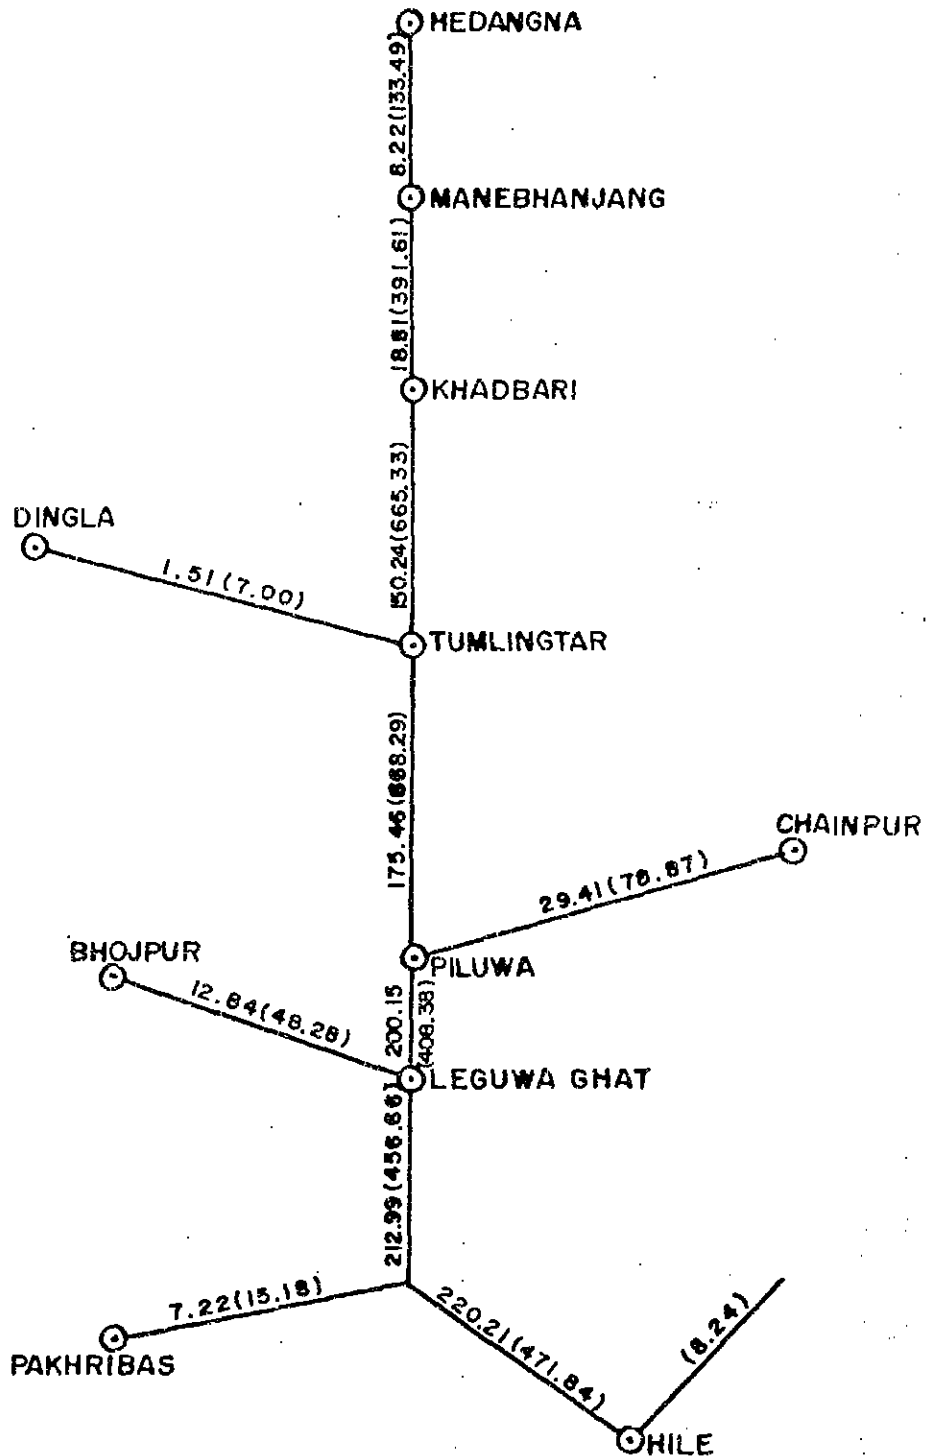 HEDANGNA
8.22(133.49)
MANEBHANJANG
18.81(391.61)
KHADBARI
150.24(665.33)
DINGLA
1.51(7.00)
TUMLINGTAR
175.46(668.29)
CHAINPUR
29.41(78.87)
BHOJPUR
PILUWA
12.84(48.28)
200.15
(408.38)
LEGUWA GHAT
212.99(456.66)
7.22(15.18)
220.21(471.84)
(8.24)
PAKHRIBAS
HILE